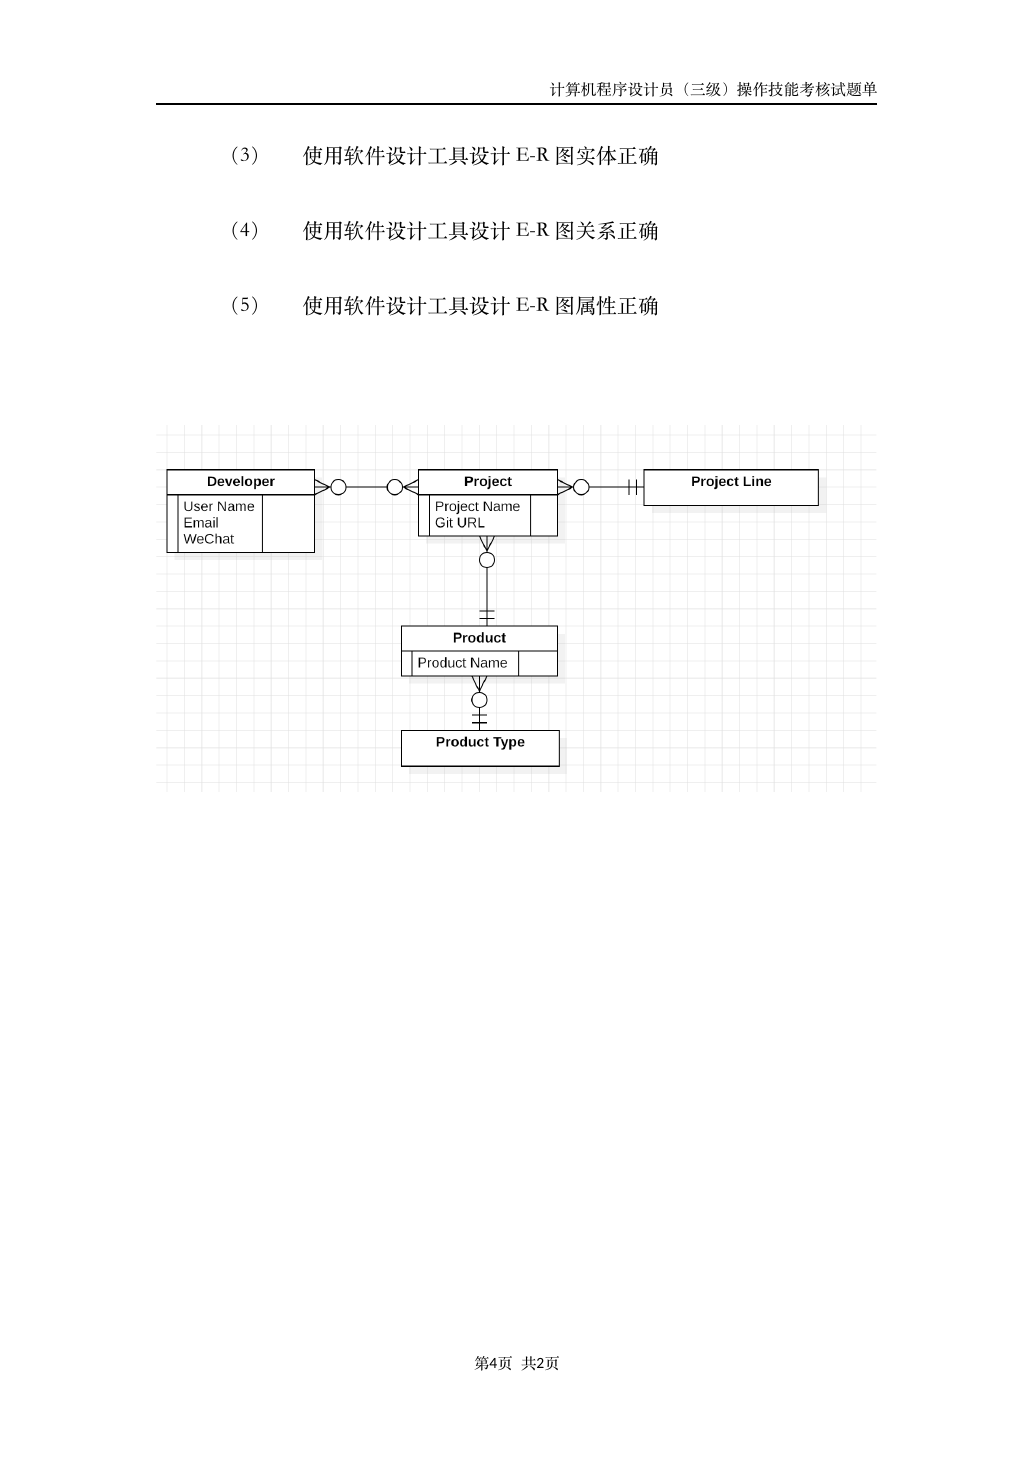 计算机程序设计员（三级）操作技能考核试题单
（3） 使用软件设计工具设计 E-R 图实体正确
（4） 使用软件设计工具设计 E-R 图关系正确
（5） 使用软件设计工具设计 E-R 图属性正确
Developer
User Name
Email
WeChat
Project
Project Name
Git URL
Project Line
Product
Product Name
Product Type
第4页 共2页